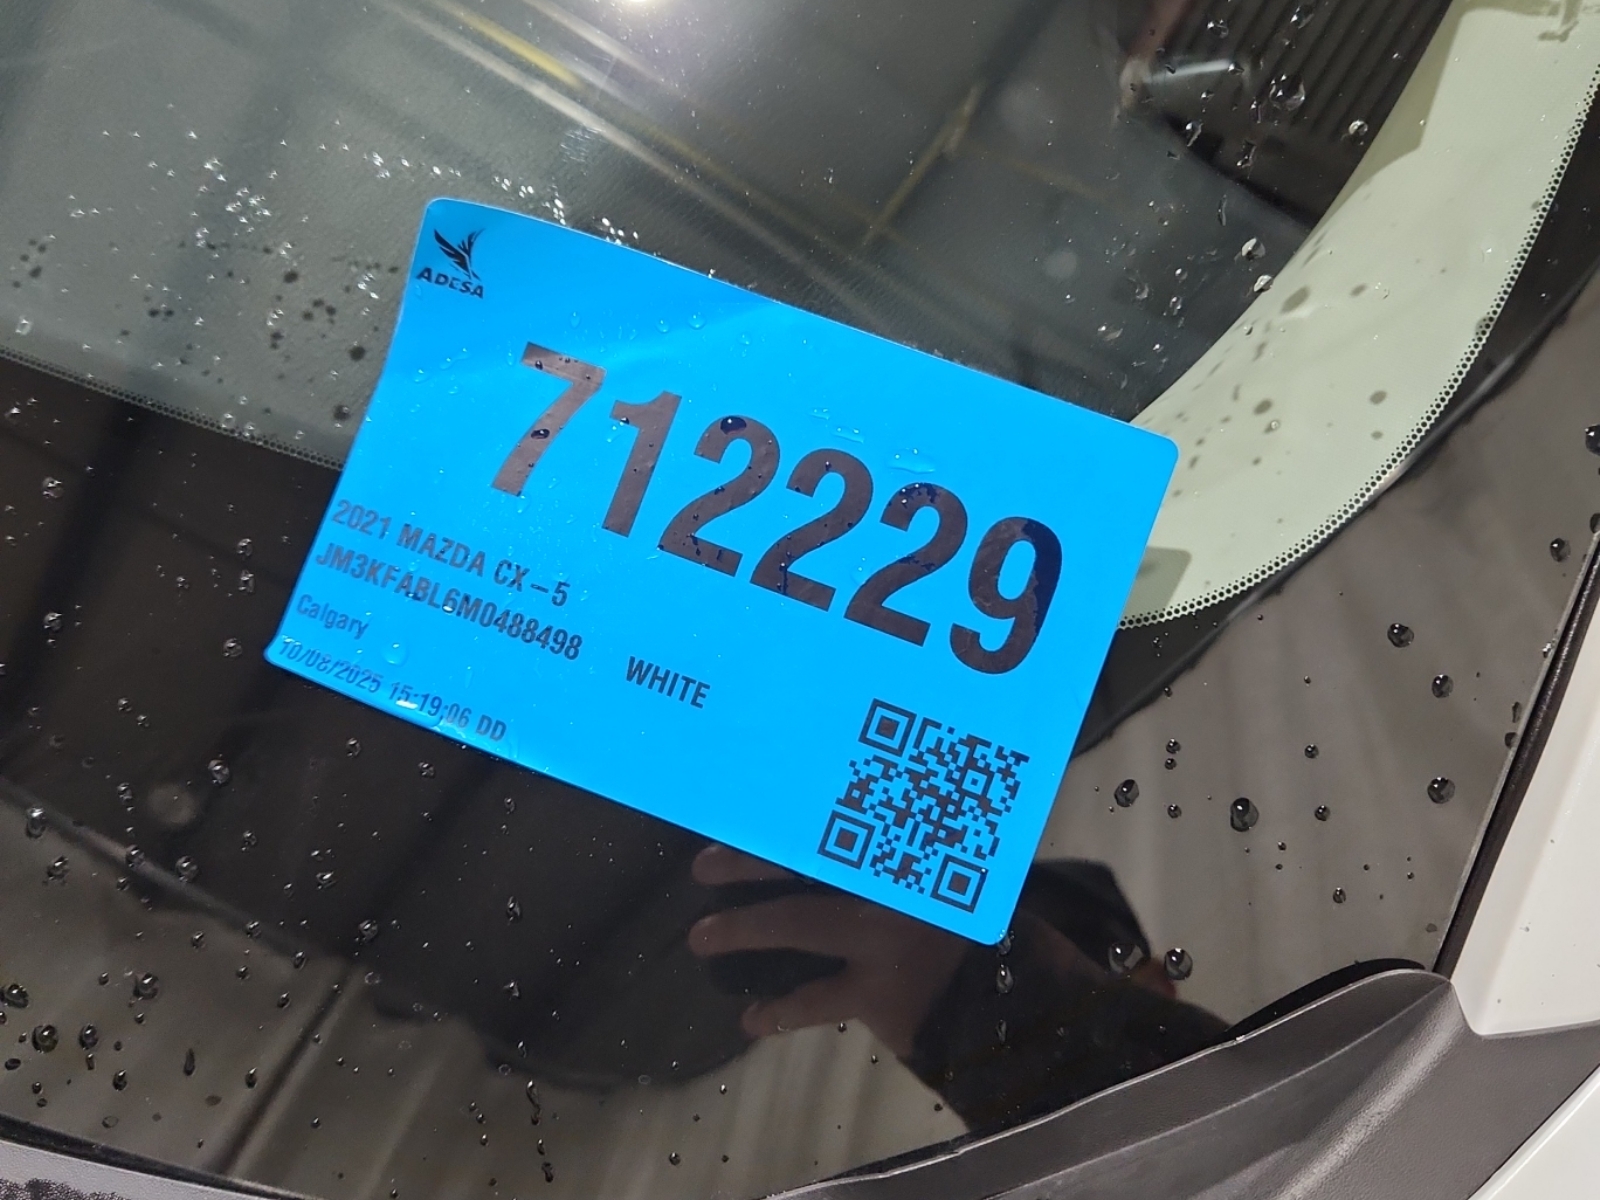 ADESA
712229
2021 MAZDA CX-5
JM3KFABL6M0488498
WHITE
Calgary
10/08/2025 15:19:06 DD